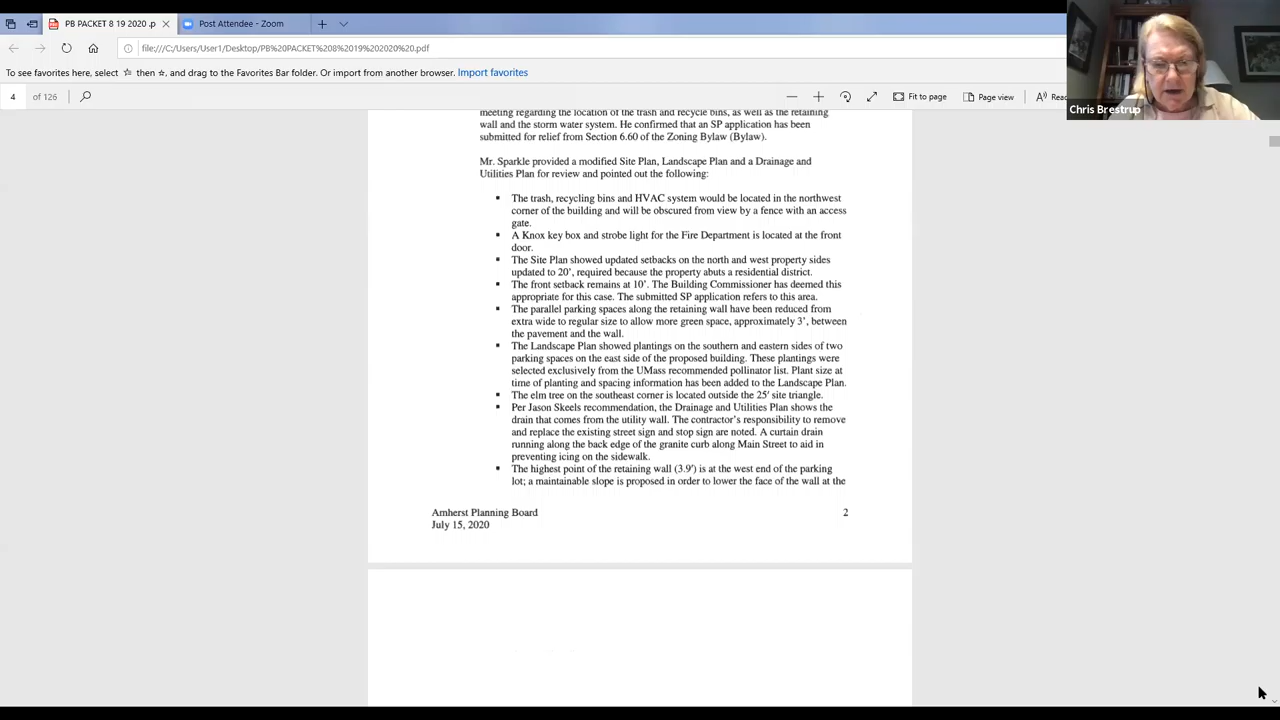 PB PACKET 8 19 2020 .p
Post Attendee - Zoom
file:///C:/Users/User1/Desktop/PB%20PACKET%208%2019%202020%20.pdf
To see favorites here, select ☆ then ☆, and drag to the Favorites Bar folder. Or import from another browser. Import favorites
4 of 126
Fit to page
Page view
Chris Brestrup
meeting regarding the location of the trash and recycle bins, as well as the retaining
wall and the storm water system. He confirmed that an SP application has been
submitted for relief from Section 6.60 of the Zoning Bylaw (Bylaw).
Mr. Sparkle provided a modified Site Plan, Landscape Plan and a Drainage and
Utilities Plan for review and pointed out the following:
▪ The trash, recycling bins and HVAC system would be located in the northwest
corner of the building and will be obscured from view by a fence with an access
gate.
▪ A Knox key box and strobe light for the Fire Department is located at the front
door.
▪ The Site Plan showed updated setbacks on the north and west property sides
updated to 20', required because the property abuts a residential district.
▪ The front setback remains at 10'. The Building Commissioner has deemed this
appropriate for this case. The submitted SP application refers to this area.
▪ The parallel parking spaces along the retaining wall have been reduced from
extra wide to regular size to allow more green space, approximately 3', between
the pavement and the wall.
▪ The Landscape Plan showed plantings on the southern and eastern sides of two
parking spaces on the east side of the proposed building. These plantings were
selected exclusively from the UMass recommended pollinator list. Plant size at
time of planting and spacing information has been added to the Landscape Plan.
▪ The elm tree on the southeast corner is located outside the 25' site triangle.
▪ Per Jason Skeels recommendation, the Drainage and Utilities Plan shows the
drain that comes from the utility wall. The contractor's responsibility to remove
and replace the existing street sign and stop sign are noted. A curtain drain
running along the back edge of the granite curb along Main Street to aid in
preventing icing on the sidewalk.
▪ The highest point of the retaining wall (3.9') is at the west end of the parking
lot; a maintainable slope is proposed in order to lower the face of the wall at the
Amherst Planning Board 2
July 15, 2020